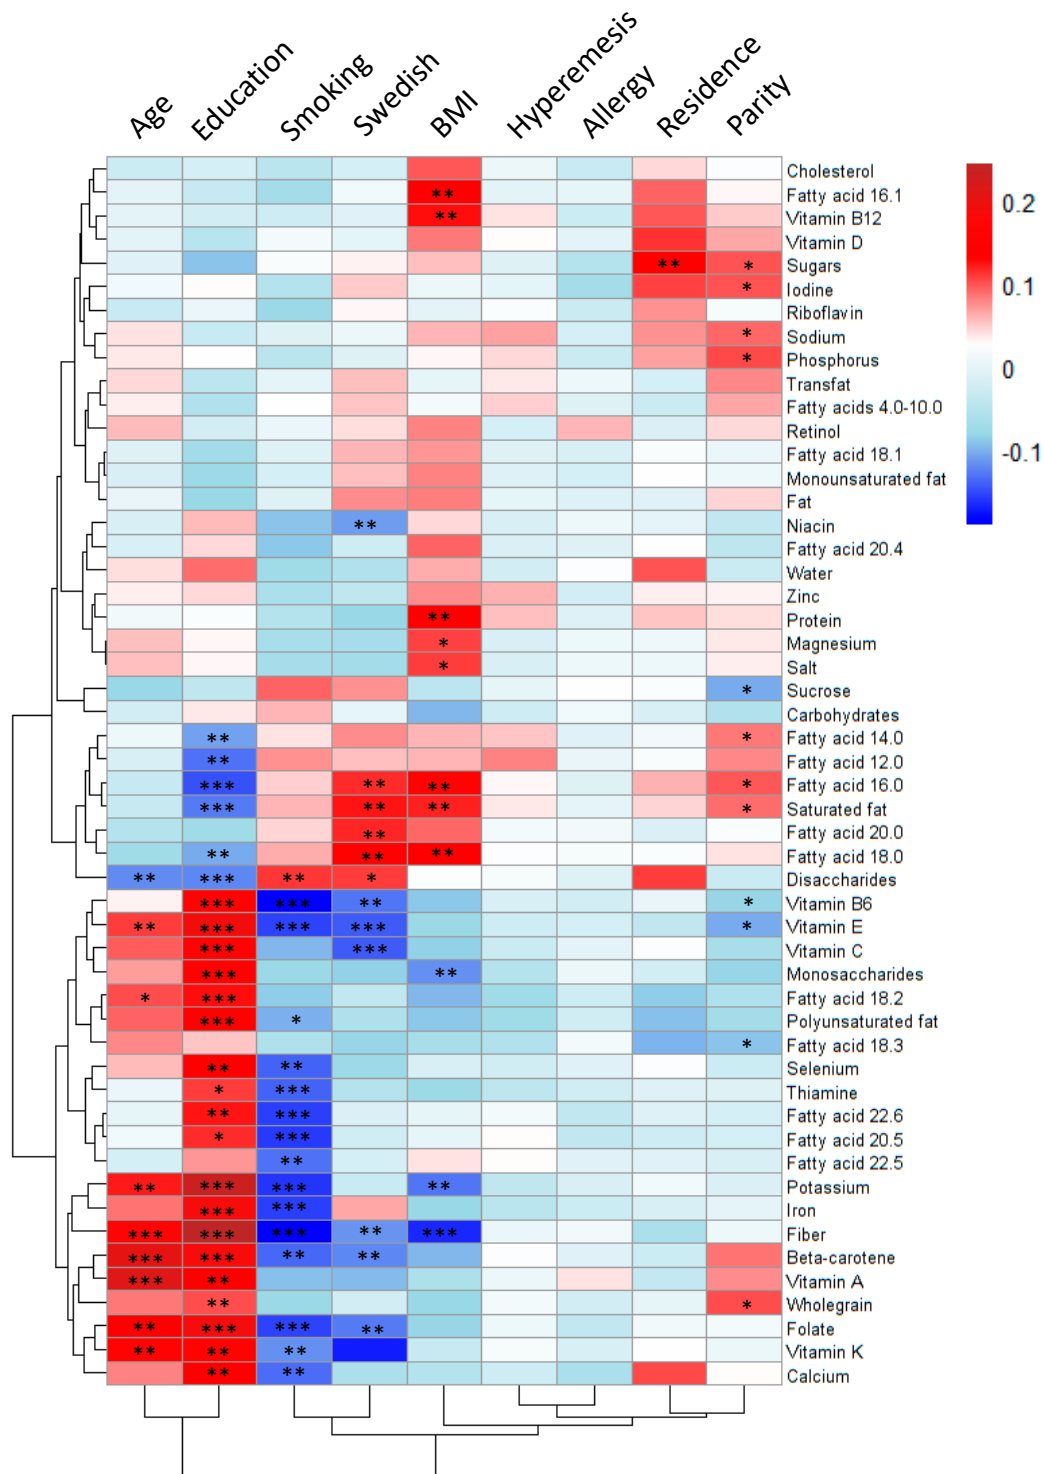 Age Education Smoking Swedish BMI Hyperemesis Allergy Residence Parity
Cholesterol
** Fatty acid 16.1
** Vitamin B12
Vitamin D
** * Sugars
* Iodine
Riboflavin
* Sodium
* Phosphorus
Transfat
Fatty acids 4.0-10.0
Retinol
Fatty acid 18.1
Monounsaturated fat
Fat
** Niacin
Fatty acid 20.4
Water
Zinc
** Protein
* Magnesium
* Salt
* Sucrose
Carbohydrates
** * Fatty acid 14.0
** Fatty acid 12.0
*** ** ** * Fatty acid 16.0
*** ** ** * Saturated fat
** Fatty acid 20.0
** ** ** Fatty acid 18.0
** *** ** * Disaccharides
*** *** ** * Vitamin B6
** *** *** *** * Vitamin E
*** *** Vitamin C
*** ** Monosaccharides
* *** Fatty acid 18.2
*** * Polyunsaturated fat
* Fatty acid 18.3
** ** Selenium
* *** Thiamine
** *** Fatty acid 22.6
* *** Fatty acid 20.5
** Fatty acid 22.5
** *** *** ** Potassium
*** *** Iron
*** *** *** ** *** Fiber
*** *** ** ** Beta-carotene
*** ** Vitamin A
** * Wholegrain
** *** *** ** Folate
** ** ** Vitamin K
** ** Calcium
0.2
0.1
0
-0.1